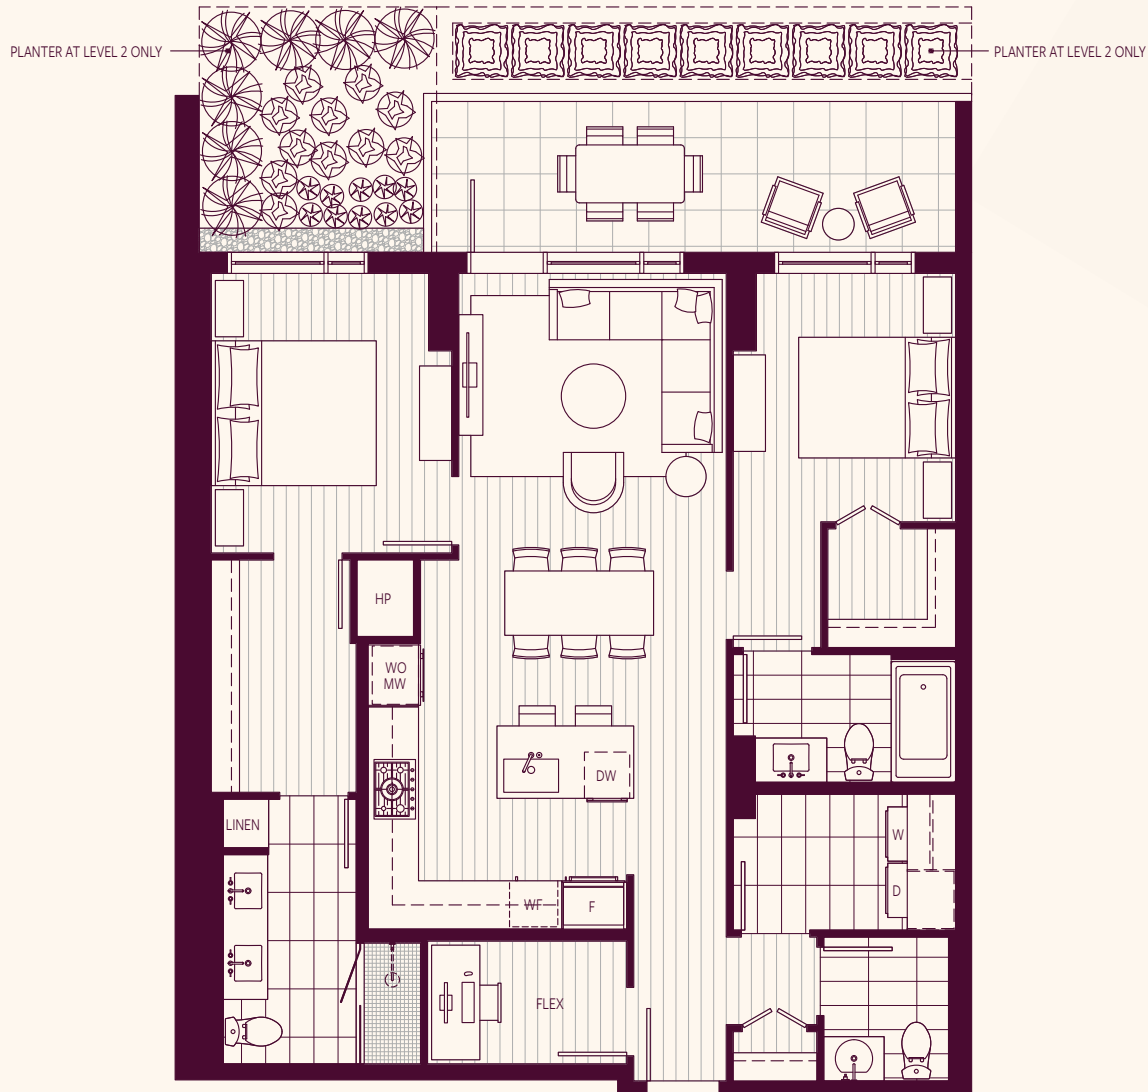 PLANTER AT LEVEL 2 ONLY
PLANTER AT LEVEL 2 ONLY
HP
WO
MW
DW
LINEN
W
D
WF
F
FLEX